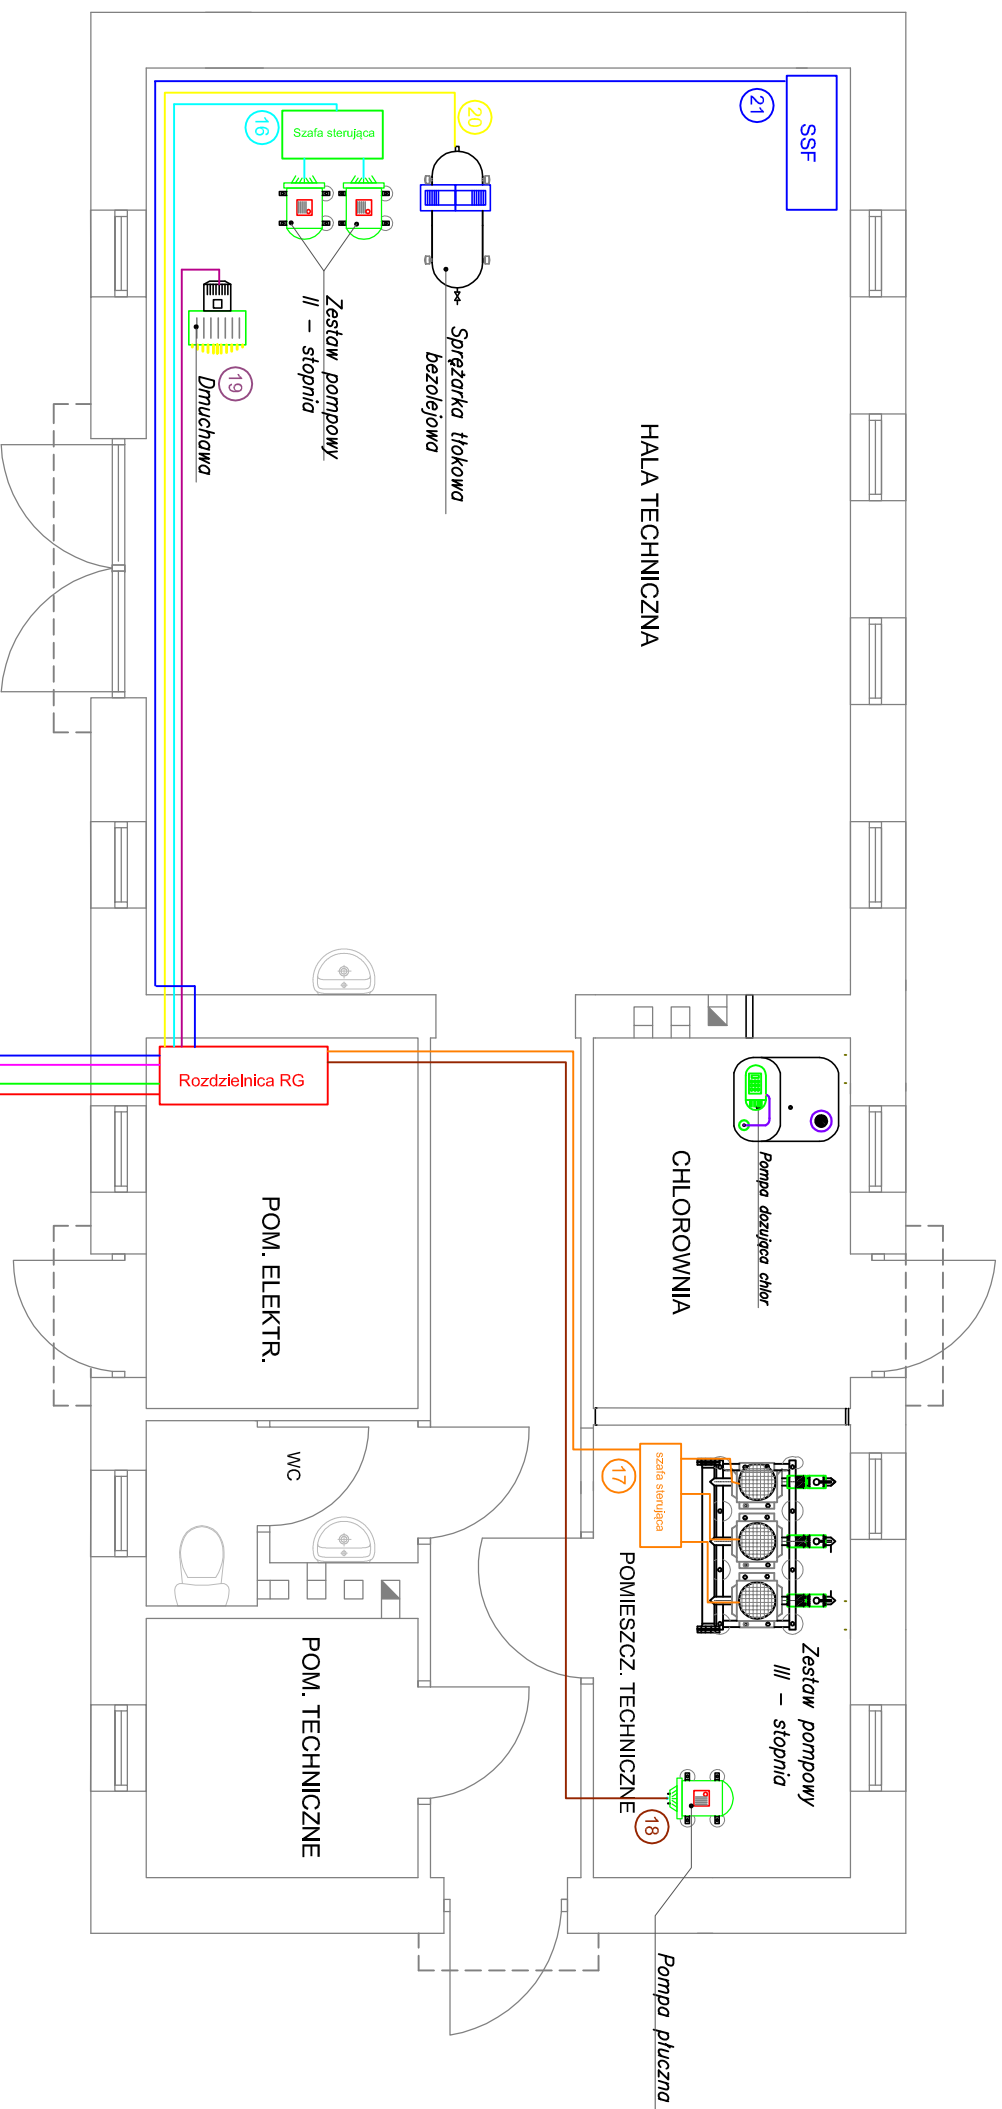 SSF
21
20
16
Szafa sterująca
Zestaw pompowy
II - stopnia
Sprężarka tłokowa
bezolejowa
19
Dmuchawa
HALA TECHNICZNA
Rozdzielnica RG
POM. ELEKTR.
CHLOROWNIA
Pompa dozująca chlor
WC
17
szafa sterująca
POMIESZCZ. TECHNICZNE
Zestaw pompowy
III - stopnia
POM. TECHNICZNE
18
Pompa płuczna